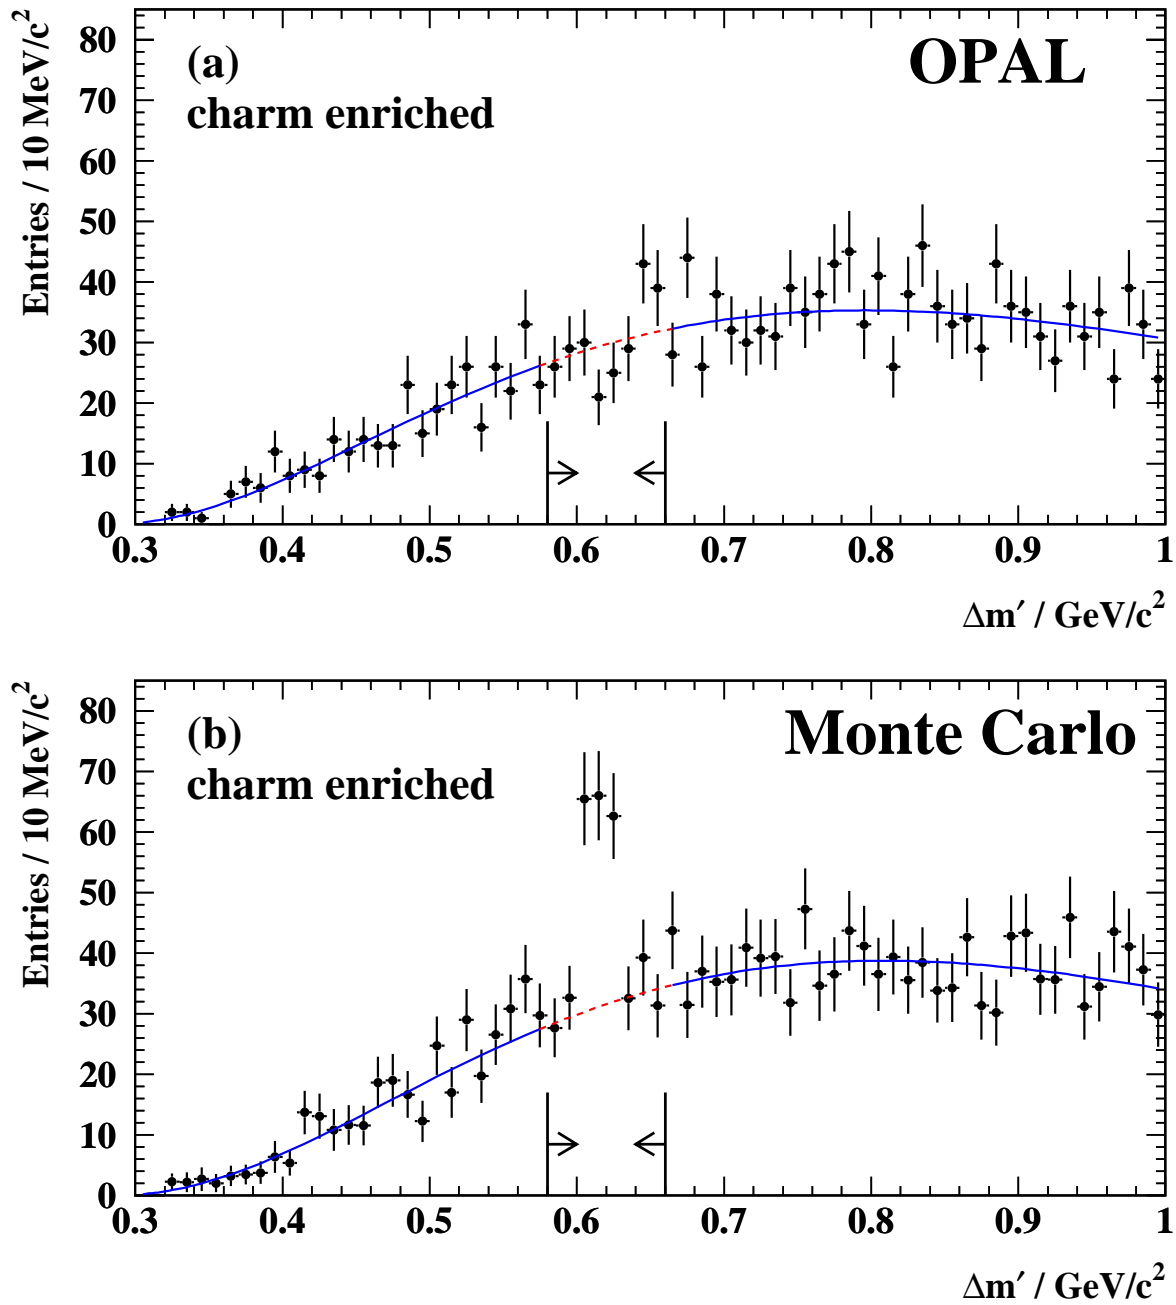 Entries / 10 MeV/c²
80
70
60
50
40
30
20
10
0
(a)
charm enriched
OPAL
0.3 0.4 0.5 0.6 0.7 0.8 0.9 1
Δm′ / GeV/c²
Entries / 10 MeV/c²
80
70
60
50
40
30
20
10
0
(b)
charm enriched
Monte Carlo
0.3 0.4 0.5 0.6 0.7 0.8 0.9 1
Δm′ / GeV/c²